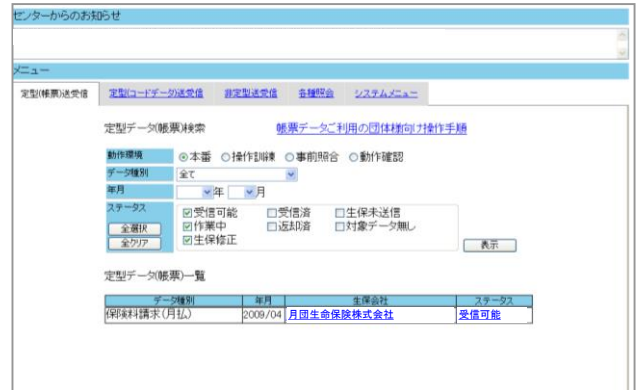 センターからのお知らせ
メニュー
定型(帳票)送受信 定型(コードデータ)送受信 非定型送受信 各種照会 システムメニュー
定型データ(帳票)検索 帳票データご利用の団体様向け操作手順
動作環境 本番 操作訓練 事前照合 動作確認
データ種別 全て
年月 年 月
ステータス 受信可能 受信済 生保未送信
全選択 作業中 返却済 対象データ無し
全クリア 生保修正 表示
定型データ(帳票)一覧
データ種別 年月 生保会社 ステータス
保険料請求(月払) 2009/04 月団生命保険株式会社 受信可能